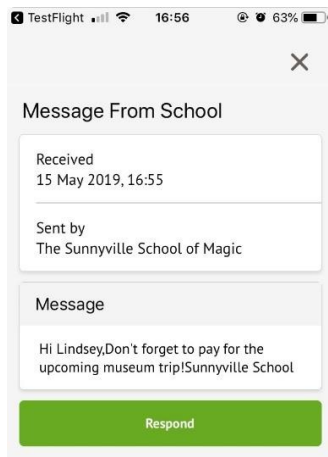 TestFlight 16:56 63%
Message From School
Received
15 May 2019, 16:55
Sent by
The Sunnyville School of Magic
Message
Hi Lindsey,Don't forget to pay for the
upcoming museum trip!Sunnyville School
Respond